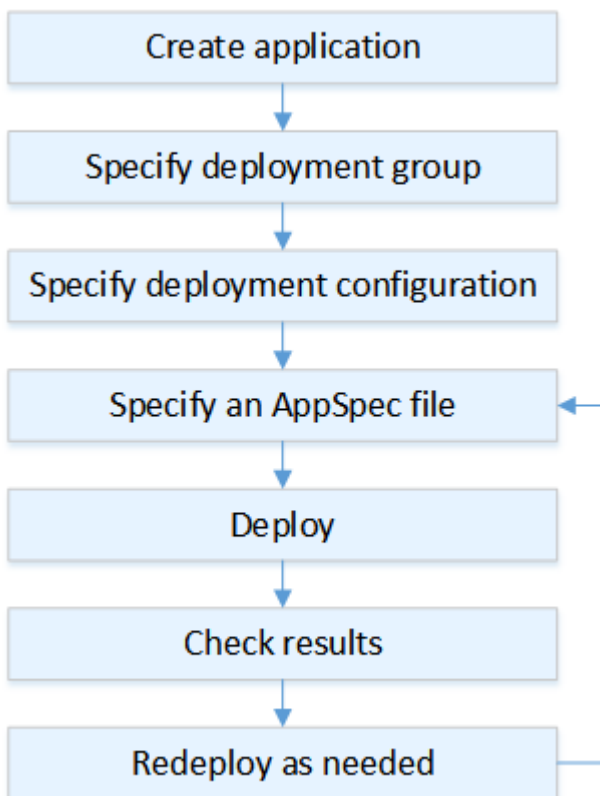 Create application
Specify deployment group
Specify deployment configuration
Specify an AppSpec file
Deploy
Check results
Redeploy as needed